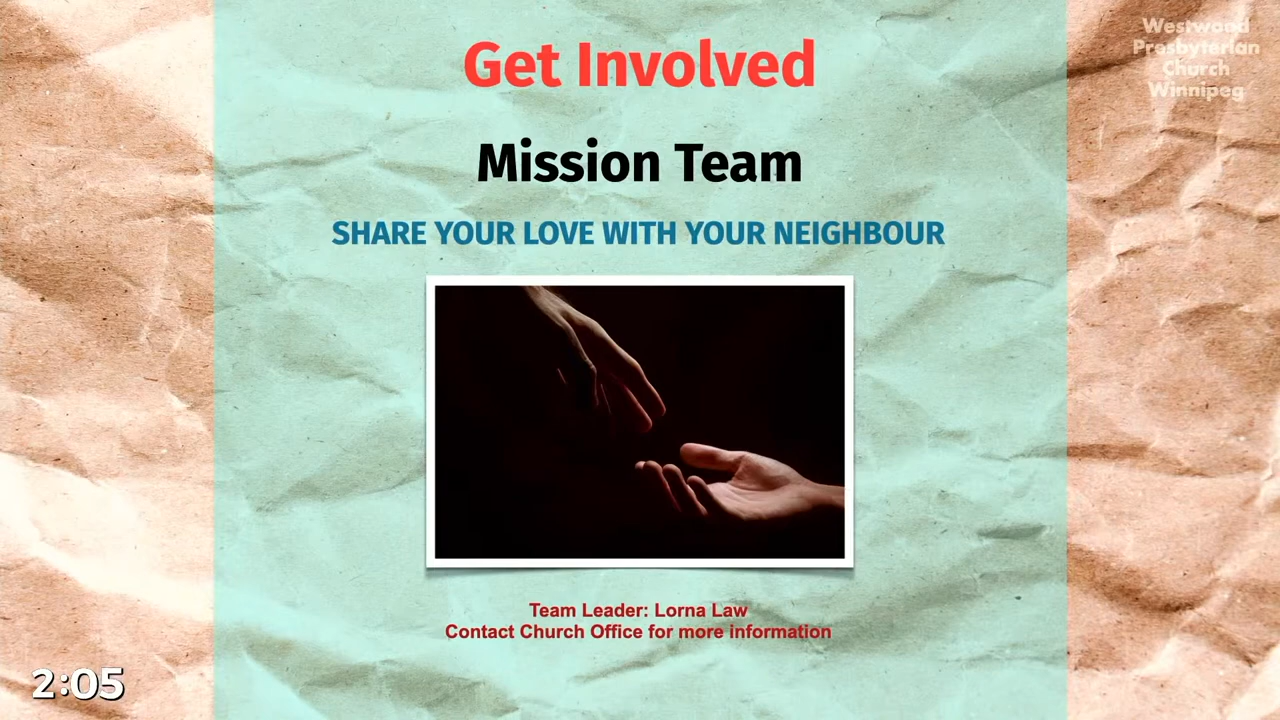 Get Involved
Westwood
Presbyterian
Church
Winnipeg
Mission Team
SHARE YOUR LOVE WITH YOUR NEIGHBOUR
Team Leader: Lorna Law
Contact Church Office for more information
2:05